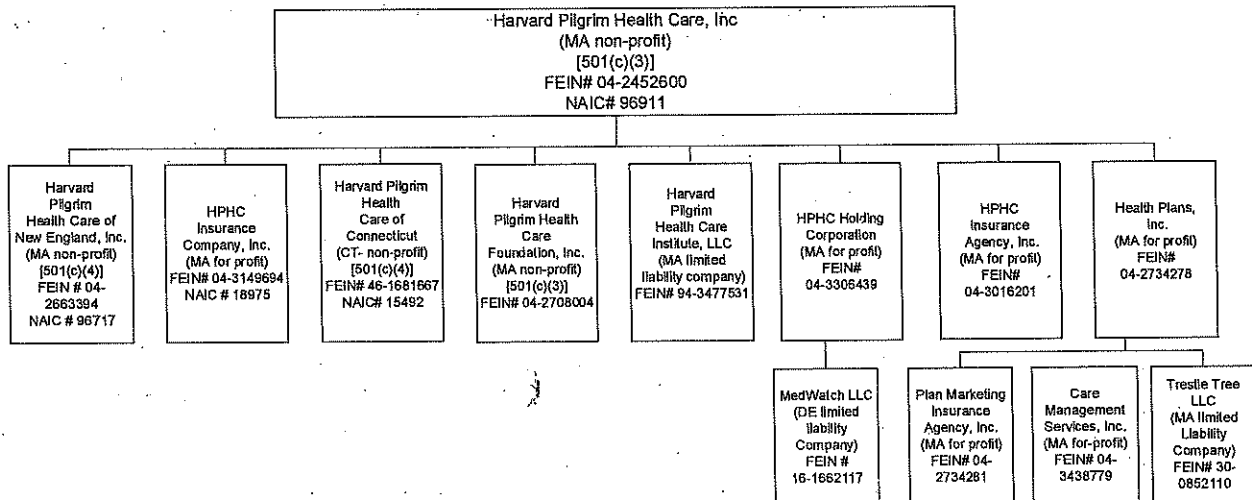 Harvard Pilgrim Health Care, Inc
(MA non-profit)
[501(c)(3)]
FEIN# 04-2452600
NAIC# 96911
Harvard
Pilgrim
Health Care of
New England, Inc.
(MA non-profit)
[501(c)(4)]
FEIN # 04-
2663394
NAIC # 96717
HPHC
Insurance
Company, Inc.
(MA for profit)
FEIN# 04-3149694
NAIC # 18975
Harvard Pilgrim
Health
Care of
Connecticut
(CT- non-profit)
[501(c)(4)]
FEIN# 46-1681667
NAIC# 15492
Harvard
Pilgrim Health
Care
Foundation, Inc.
(MA non-profit)
[501(c)(3)]
FEIN# 04-2708004
Harvard
Pilgrim
Health Care
Institute, LLC
(MA limited
liability company)
FEIN# 94-3477531
HPHC Holding
Corporation
(MA for profit)
FEIN#
04-3306439
HPHC
Insurance
Agency, Inc.
(MA for profit)
FEIN#
04-3016201
Health Plans,
Inc.
(MA for profit)
FEIN#
04-2734278
MedWatch LLC
(DE limited
liability
Company)
FEIN #
16-1662117
Plan Marketing
Insurance
Agency, Inc.
(MA for profit)
FEIN# 04-
2734281
Care
Management
Services, Inc.
(MA for-profit)
FEIN# 04-
3438779
Trestle Tree
LLC
(MA limited
Liability
Company)
FEIN# 30-
0852110